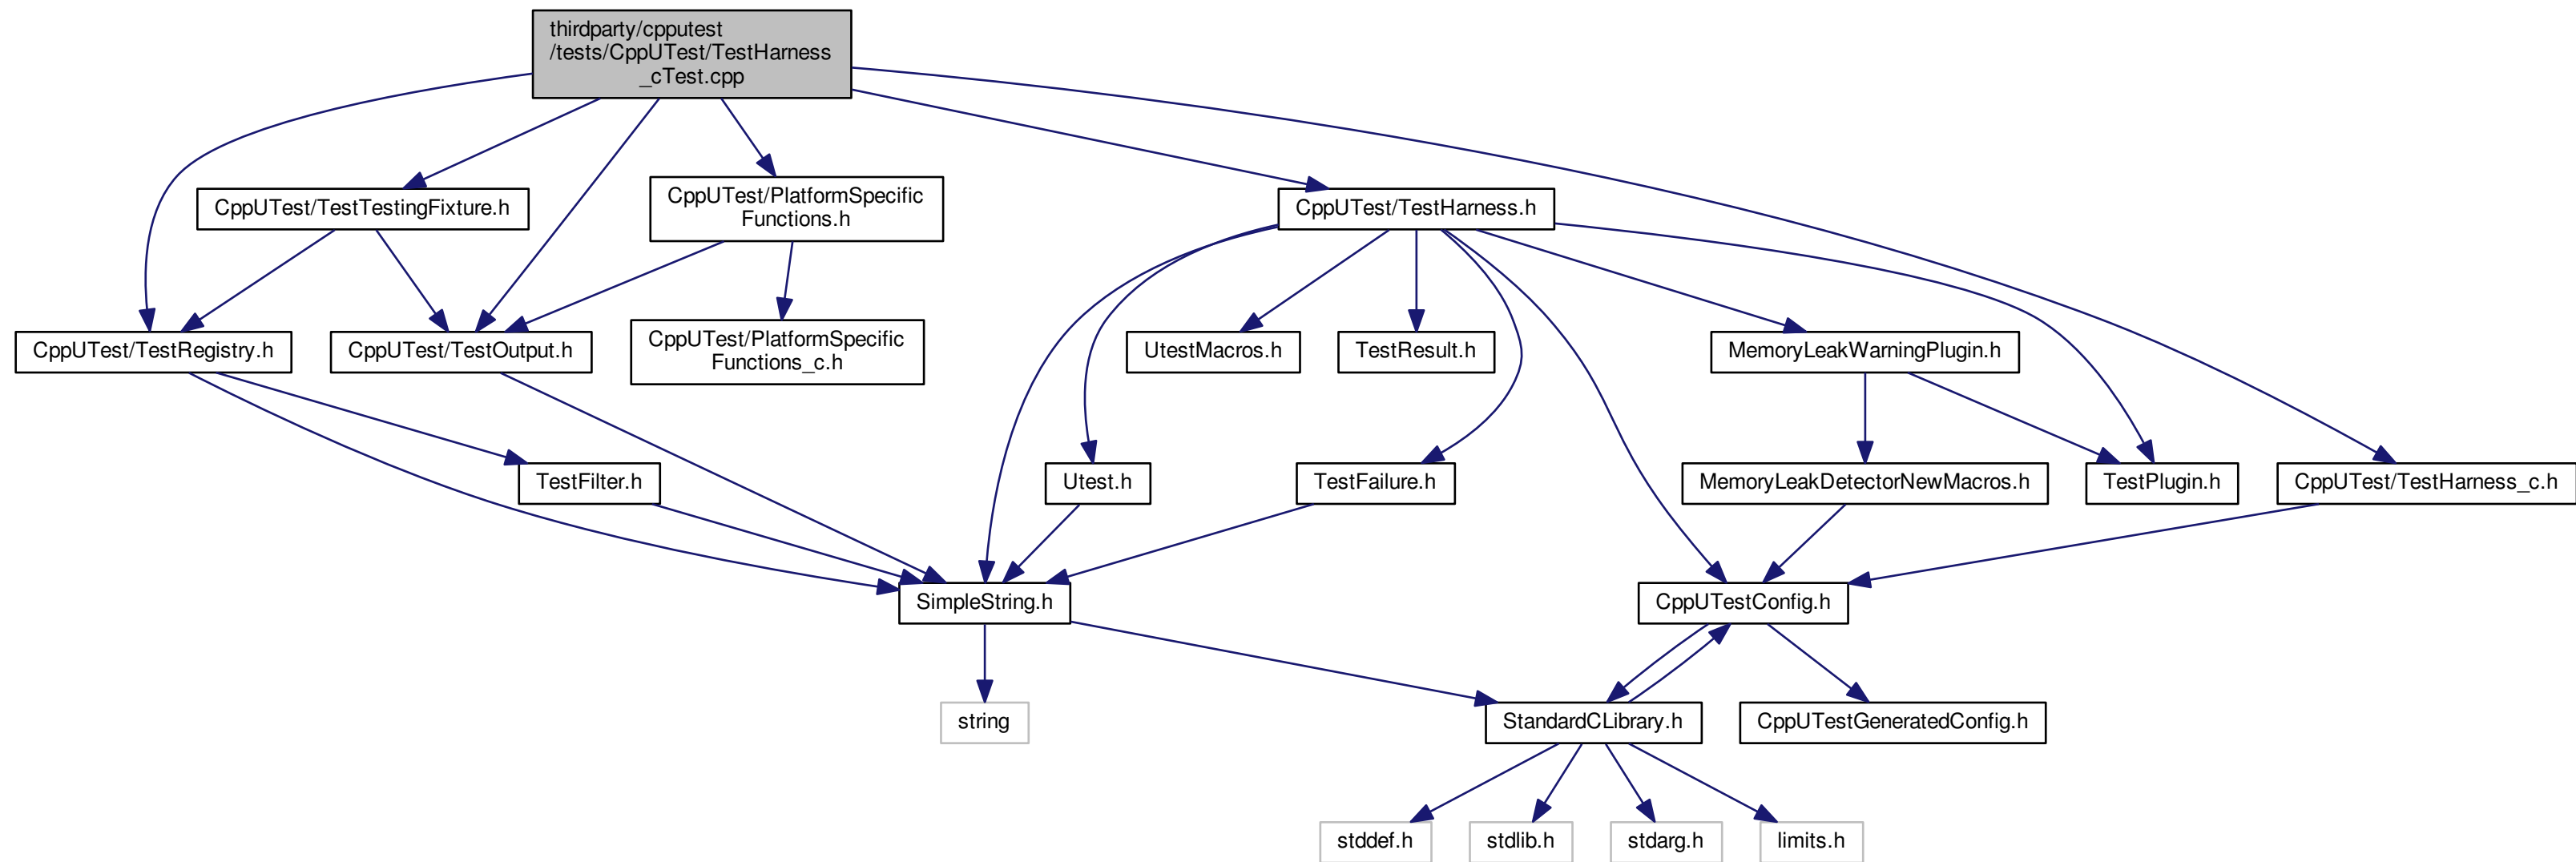 thirdparty/cpputest
/tests/CppUTest/TestHarness
_cTest.cpp
CppUTest/TestTestingFixture.h
CppUTest/PlatformSpecific
Functions.h
CppUTest/TestHarness.h
CppUTest/TestRegistry.h
CppUTest/TestOutput.h
CppUTest/PlatformSpecific
Functions_c.h
UtestMacros.h
TestResult.h
MemoryLeakWarningPlugin.h
TestFilter.h
Utest.h
TestFailure.h
MemoryLeakDetectorNewMacros.h
TestPlugin.h
CppUTest/TestHarness_c.h
SimpleString.h
CppUTestConfig.h
string
StandardCLibrary.h
CppUTestGeneratedConfig.h
stddef.h
stdlib.h
stdarg.h
limits.h